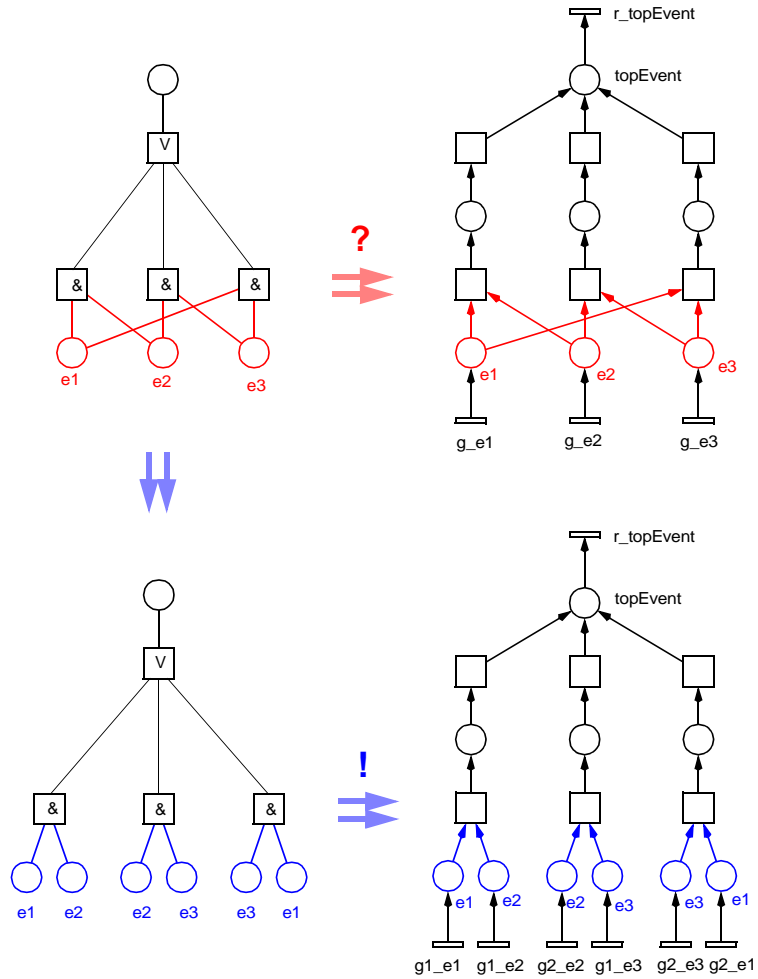 r_topEvent
topEvent
V
?
& & &
e1 e2 e3
e1 e2 e3
g_e1 g_e2 g_e3
r_topEvent
topEvent
V
!
& & &
e1 e2 e2 e3 e3 e1
e1 e2 e2 e3 e3 e1
g1_e1 g1_e2 g2_e2 g1_e3 g2_e3 g2_e1